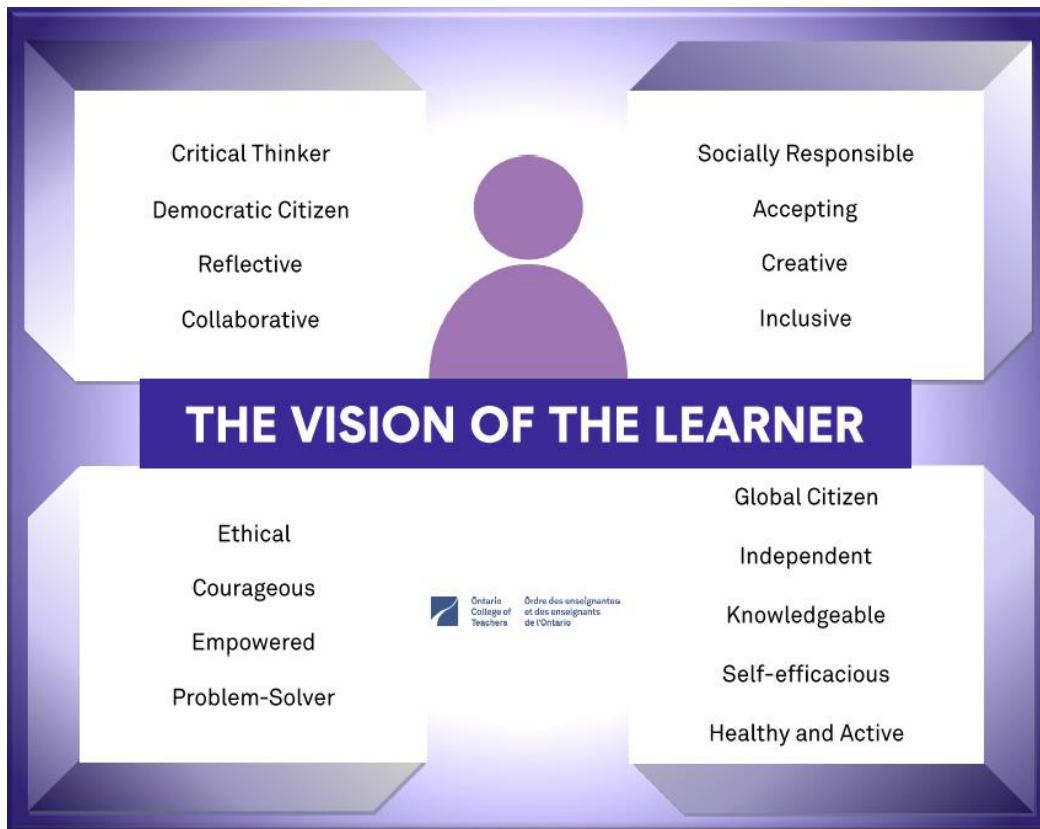 Critical Thinker
Democratic Citizen
Reflective
Collaborative
Socially Responsible
Accepting
Creative
Inclusive
THE VISION OF THE LEARNER
Ethical
Courageous
Empowered
Problem-Solver
Ontario
College of
Teachers
Ordre des enseignantes
et des enseignants
de l'Ontario
Global Citizen
Independent
Knowledgeable
Self-efficacious
Healthy and Active